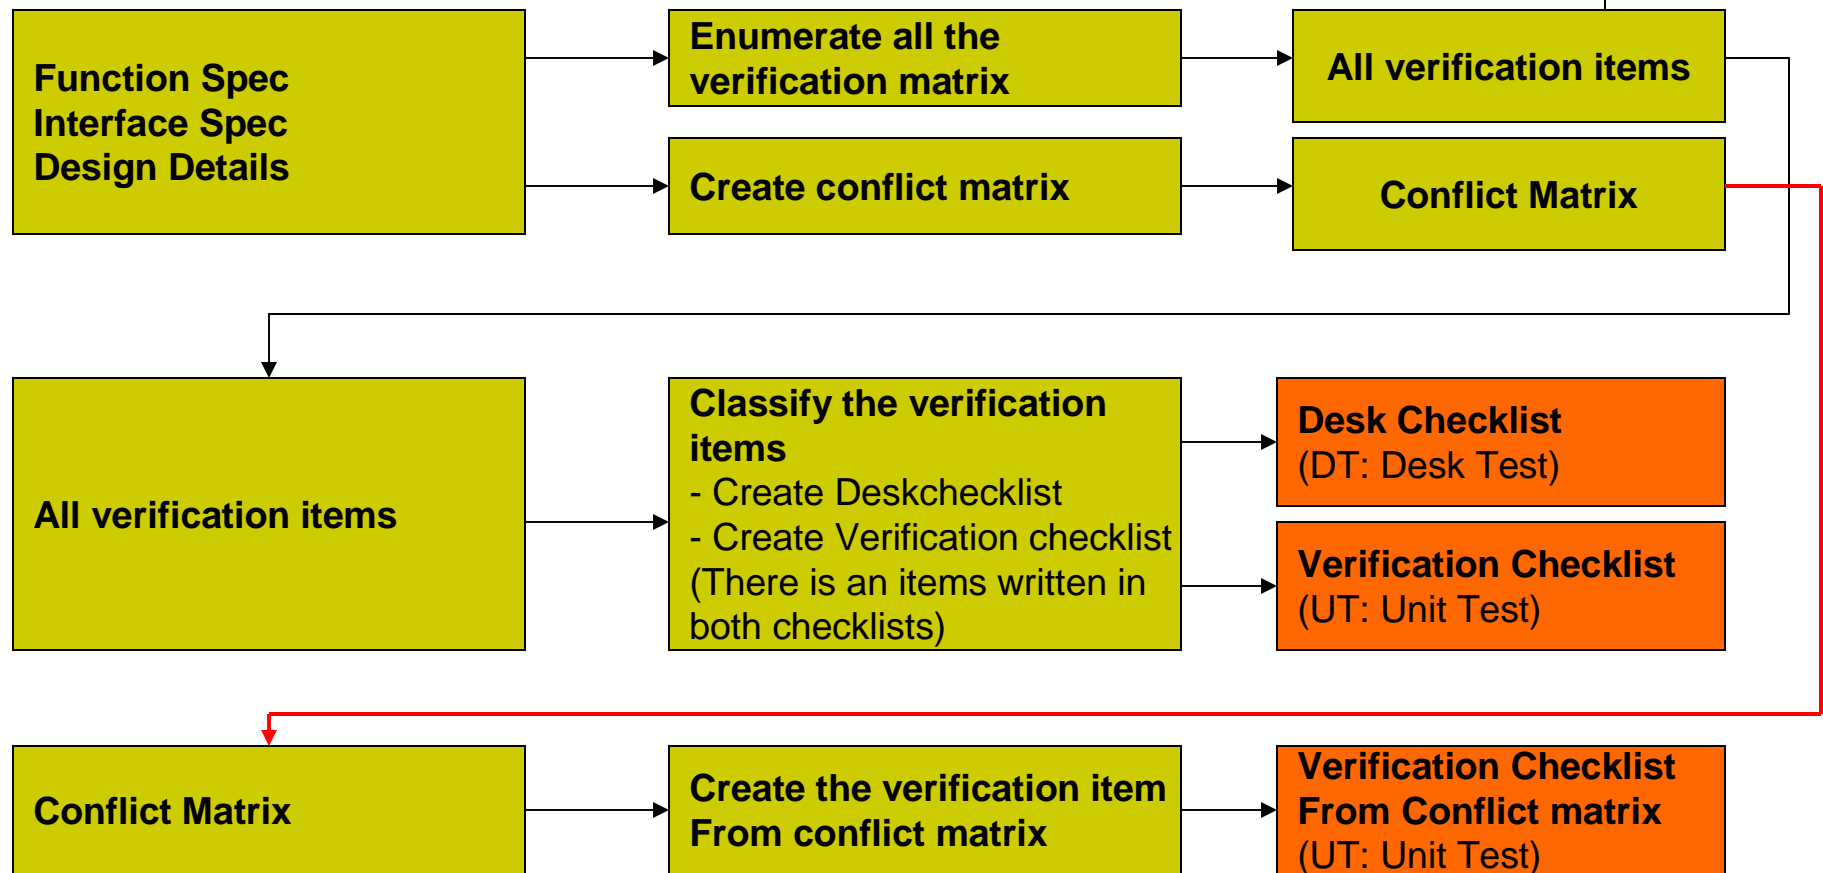 Function Spec
Interface Spec
Design Details
Enumerate all the
verification matrix
All verification items
Create conflict matrix
Conflict Matrix
All verification items
Classify the verification
items
- Create Deskchecklist
- Create Verification checklist
(There is an items written in
both checklists)
Desk Checklist
(DT: Desk Test)
Verification Checklist
(UT: Unit Test)
Conflict Matrix
Create the verification item
From conflict matrix
Verification Checklist
From Conflict matrix
(UT: Unit Test)